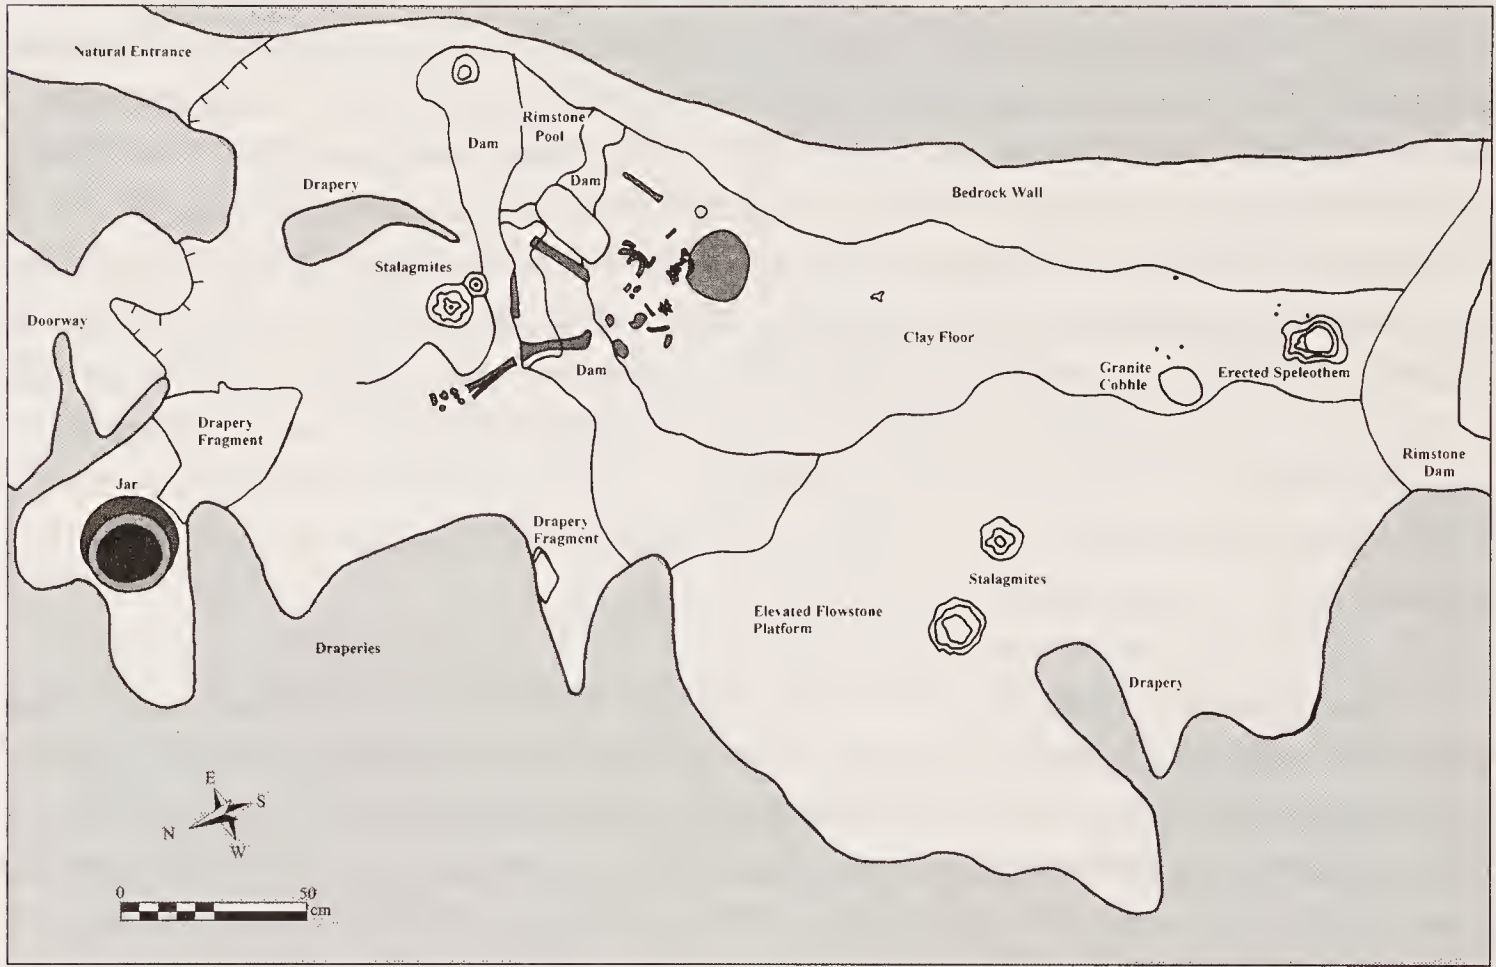 Natural Entrance
Rimstone
Pool
Dam
Drapery
Dam
Bedrock Wall
Stalagmites
Doorway
Clay Floor
Granite
Cobble
Erected Speleothem
Dam
Drapery
Fragment
Rimstone
Dam
Jar
Drapery
Fragment
Stalagmites
Elevated Flowstone
Platform
Draperies
Drapery
E
S
N
W
0 50
cm